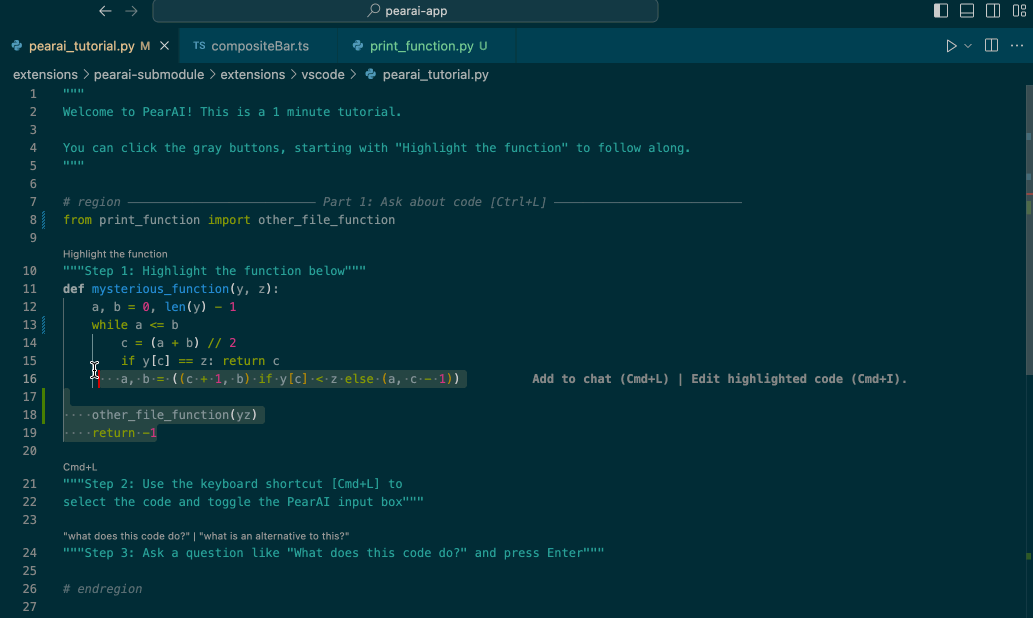 pearai-app
pearai_tutorial.py M
TS compositeBar.ts
print_function.py U
extensions > pearai-submodule > extensions > vscode > pearai_tutorial.py
1 """
2 Welcome to PearAI! This is a 1 minute tutorial.
3
4 You can click the gray buttons, starting with "Highlight the function" to follow along.
5 """
6
7 # region ────────────────────────── Part 1: Ask about code [Ctrl+L] ──────────────────────────
8 from print_function import other_file_function
9
Highlight the function
10 """Step 1: Highlight the function below"""
11 def mysterious_function(y, z):
12     a, b = 0, len(y) - 1
13     while a <= b
14         c = (a + b) // 2
15         if y[c] == z: return c
16     ···a,·b·=·((c·+·1,·b)·if·y[c]·<·z·else·(a,·c·-·1)) Add to chat (Cmd+L) | Edit highlighted code (Cmd+I).
17
18 ····other_file_function(yz)
19 ····return·-1
20
Cmd+L
21 """Step 2: Use the keyboard shortcut [Cmd+L] to
22 select the code and toggle the PearAI input box"""
23
"what does this code do?" | "what is an alternative to this?"
24 """Step 3: Ask a question like "What does this code do?" and press Enter"""
25
26 # endregion
27